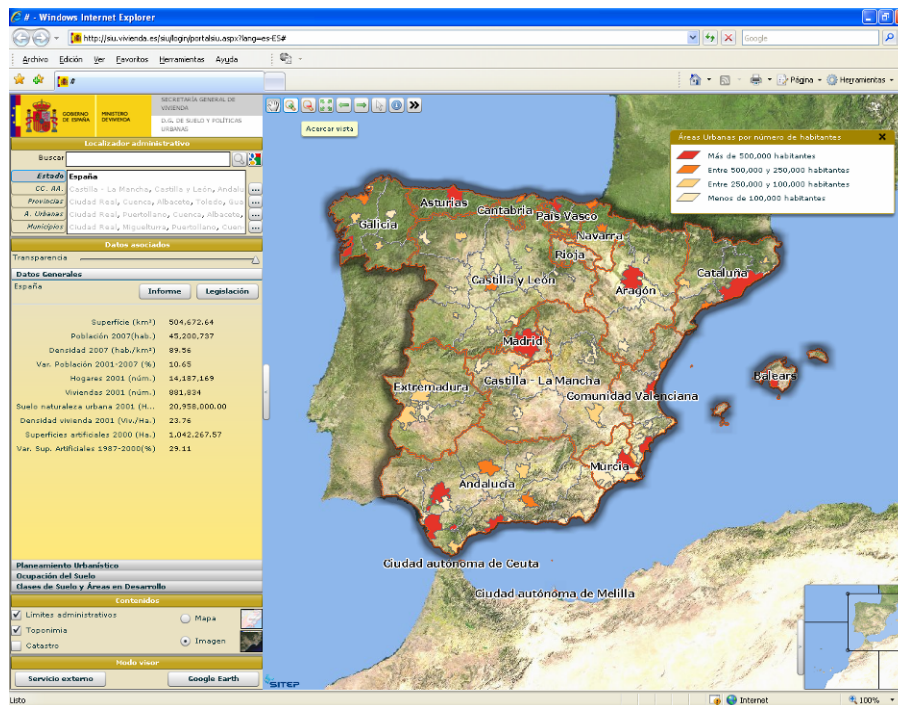 # - Windows Internet Explorer
http://siu.vivienda.es/siu/login/portalsiu.aspx?lang=es-ES#
Google
Archivo Edición Ver Favoritos Herramientas Ayuda
#
Página
Herramientas
GOBIERNO DE ESPAÑA
MINISTERIO DE VIVIENDA
SECRETARÍA GENERAL DE VIVIENDA
D.G. DE SUELO Y POLÍTICAS URBANAS
Localizador administrativo
Buscar
Estado España
CC. AA. Castilla - La Mancha, Castilla y León, Andalu
Provincias Ciudad Real, Cuenca, Albacete, Toledo, Gua
A. Urbanas Ciudad Real, Puertollano, Cuenca, Albacete,
Municipios Ciudad Real, Miguelturra, Puertollano, Cuen
Datos asociados
Transparencia
Datos Generales
España
Informe
Legislación
Superficie (km²) 504,672.64
Población 2007(hab.) 45,200,737
Densidad 2007 (hab./km²) 89.56
Var. Población 2001-2007 (%) 10.65
Hogares 2001 (núm.) 14,187,169
Viviendas 2001 (núm.) 881,834
Suelo naturaleza urbana 2001 (H... 20,958,000.00
Densidad vivienda 2001 (Viv./Ha.) 23.76
Superficies artificiales 2000 (Ha.) 1,042,267.57
Var. Sup. Artificiales 1987-2000(%) 29.11
Planeamiento Urbanístico
Ocupación del Suelo
Clases de Suelo y Áreas en Desarrollo
Contenidos
Límites administrativos
Mapa
Toponimia
Imagen
Catastro
Modo visor
Servicio externo
Google Earth
Acercar vista
Áreas Urbanas por número de habitantes
Más de 500,000 habitantes
Entre 500,000 y 250,000 habitantes
Entre 250,000 y 100,000 habitantes
Menos de 100,000 habitantes
Asturias
Cantabria
País Vasco
Galicia
Navarra
Rioja
Castilla y León
Aragón
Cataluña
Madrid
Extremadura
Castilla - La Mancha
Comunidad Valenciana
Balears
Murcia
Andalucía
Ciudad autónoma de Ceuta
Ciudad autónoma de Melilla
SITEP
Listo
Internet
100%